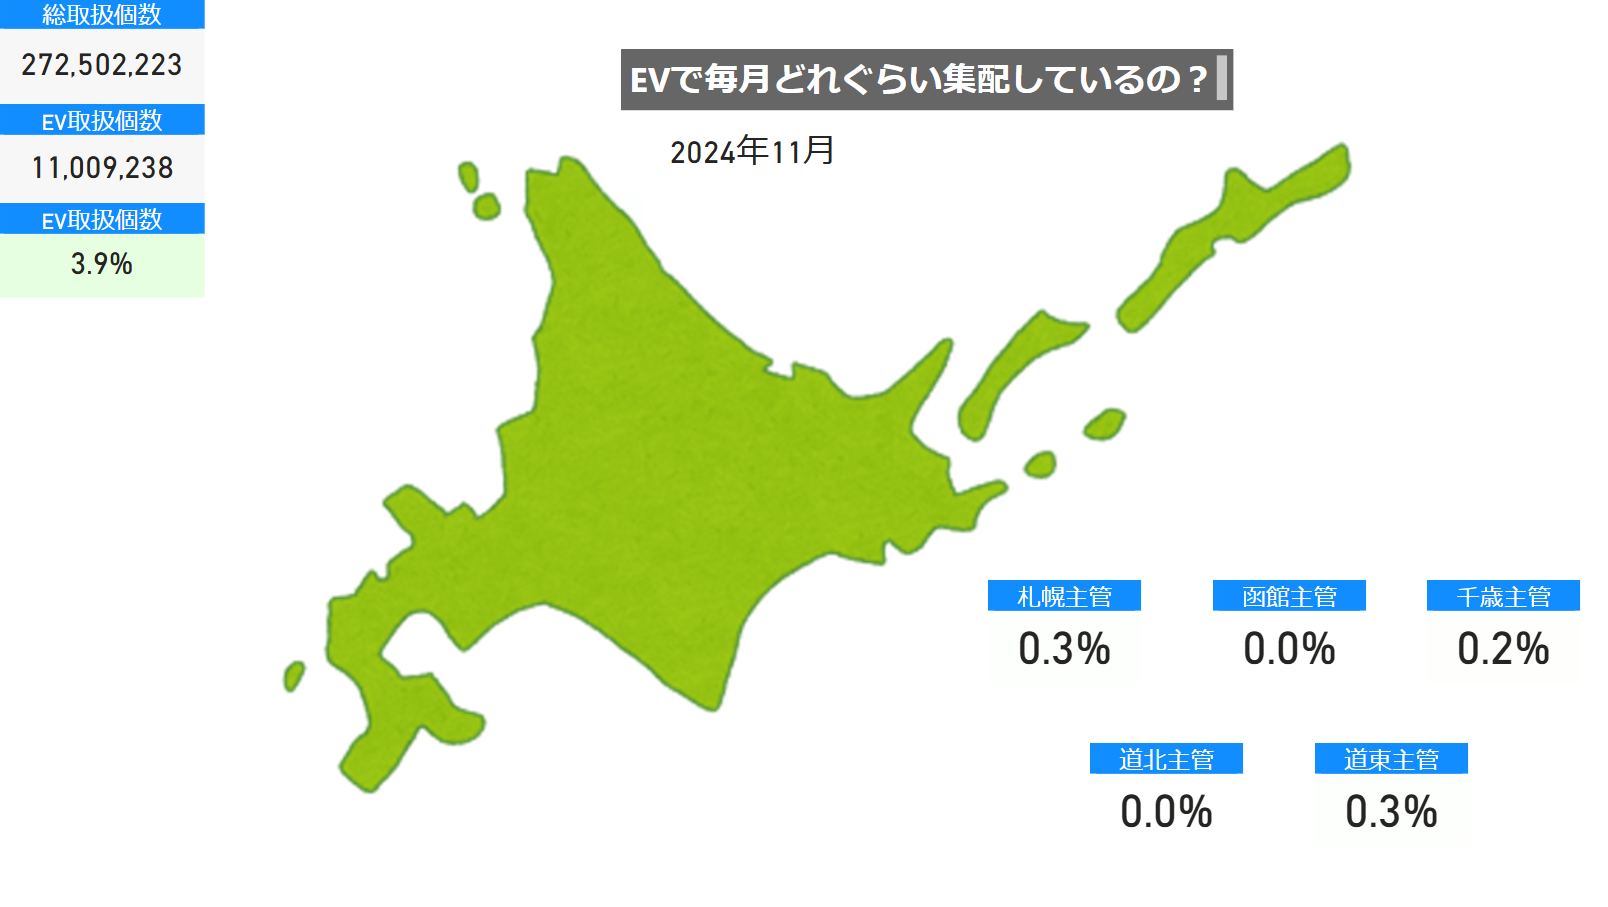 総取扱個数
272,502,223
EV取扱個数
11,009,238
EV取扱個数
3.9%
EVで毎月どれぐらい集配しているの？
2024年11月
札幌主管
0.3%
函館主管
0.0%
千歳主管
0.2%
道北主管
0.0%
道東主管
0.3%